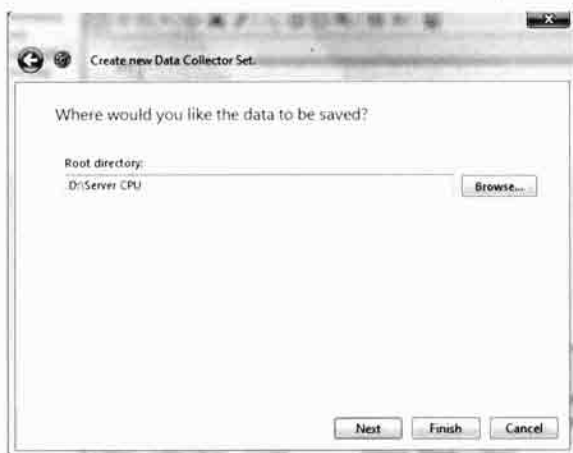 Create new Data Collector Set.
Where would you like the data to be saved?
Root directory:
D:\Server CPU
Browse...
Next
Finish
Cancel